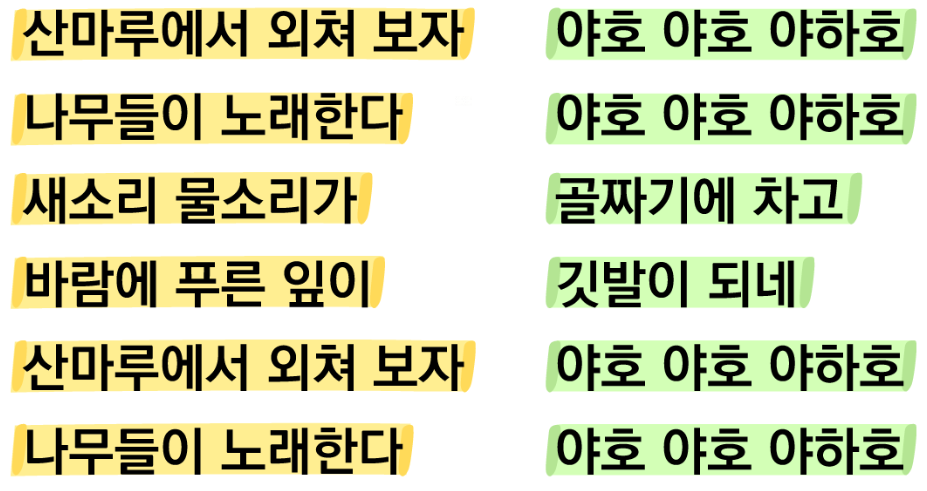 산마루에서 외쳐 보자 야호 야호 야하호
나무들이 노래한다 야호 야호 야하호
새소리 물소리가 골짜기에 차고
바람에 푸른 잎이 깃발이 되네
산마루에서 외쳐 보자 야호 야호 야하호
나무들이 노래한다 야호 야호 야하호